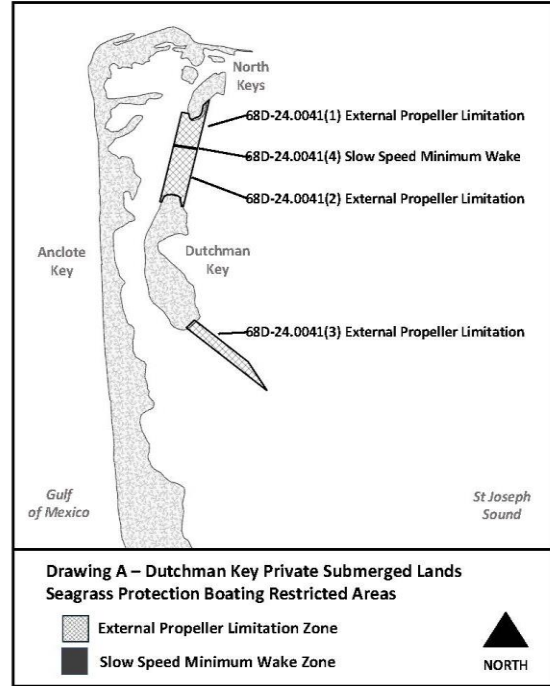 North
Keys
68D-24.0041(1) External Propeller Limitation
68D-24.0041(4) Slow Speed Minimum Wake
68D-24.0041(2) External Propeller Limitation
Anclote
Key
Dutchman
Key
68D-24.0041(3) External Propeller Limitation
Gulf
of Mexico
St Joseph
Sound
Drawing A – Dutchman Key Private Submerged Lands
Seagrass Protection Boating Restricted Areas
External Propeller Limitation Zone
Slow Speed Minimum Wake Zone
NORTH